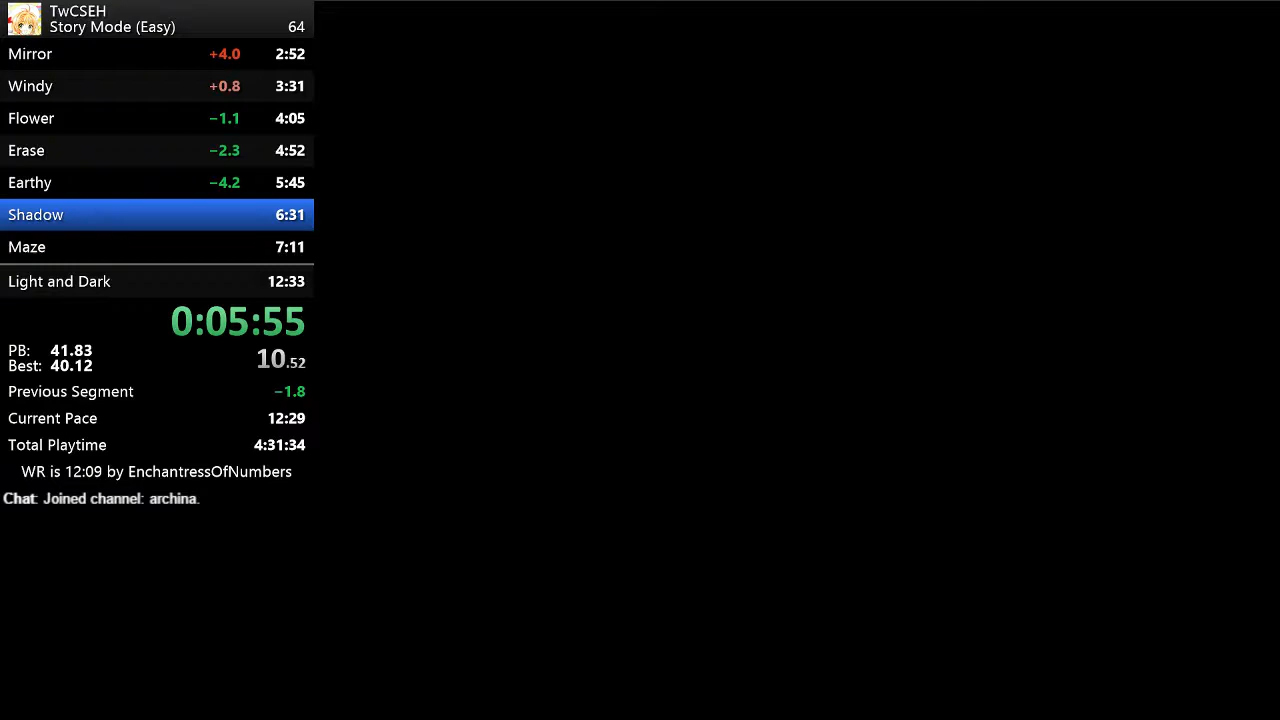 TwCSEH
Story Mode (Easy) 64
Mirror +4.0 2:52
Windy +0.8 3:31
Flower −1.1 4:05
Erase −2.3 4:52
Earthy −4.2 5:45
Shadow 6:31
Maze 7:11
Light and Dark 12:33
0:05:55
PB: 41.83 10.52
Best: 40.12
Previous Segment −1.8
Current Pace 12:29
Total Playtime 4:31:34
WR is 12:09 by EnchantressOfNumbers
Chat: Joined channel: archina.